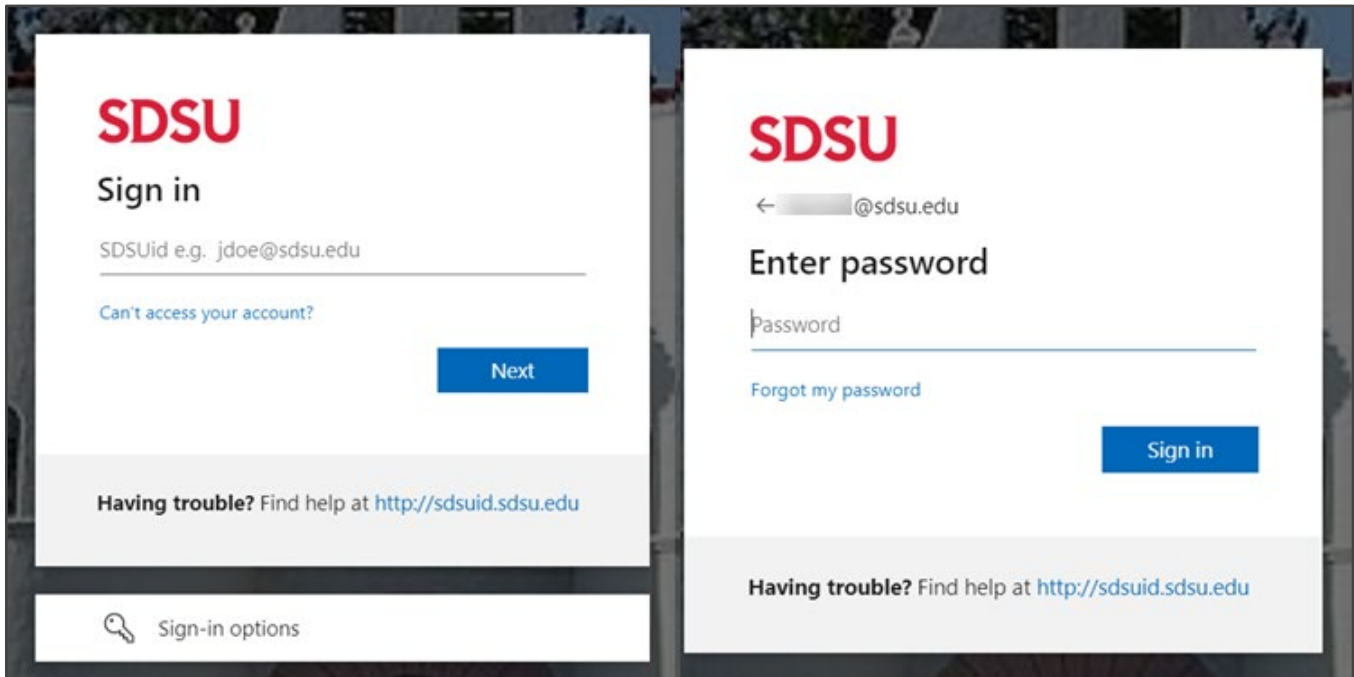 SDSU
Sign in
SDSUid e.g. jdoe@sdsu.edu
Can't access your account?
Next
Having trouble? Find help at http://sdsuid.sdsu.edu
Sign-in options
SDSU
@sdsu.edu
Enter password
Password
Forgot my password
Sign in
Having trouble? Find help at http://sdsuid.sdsu.edu